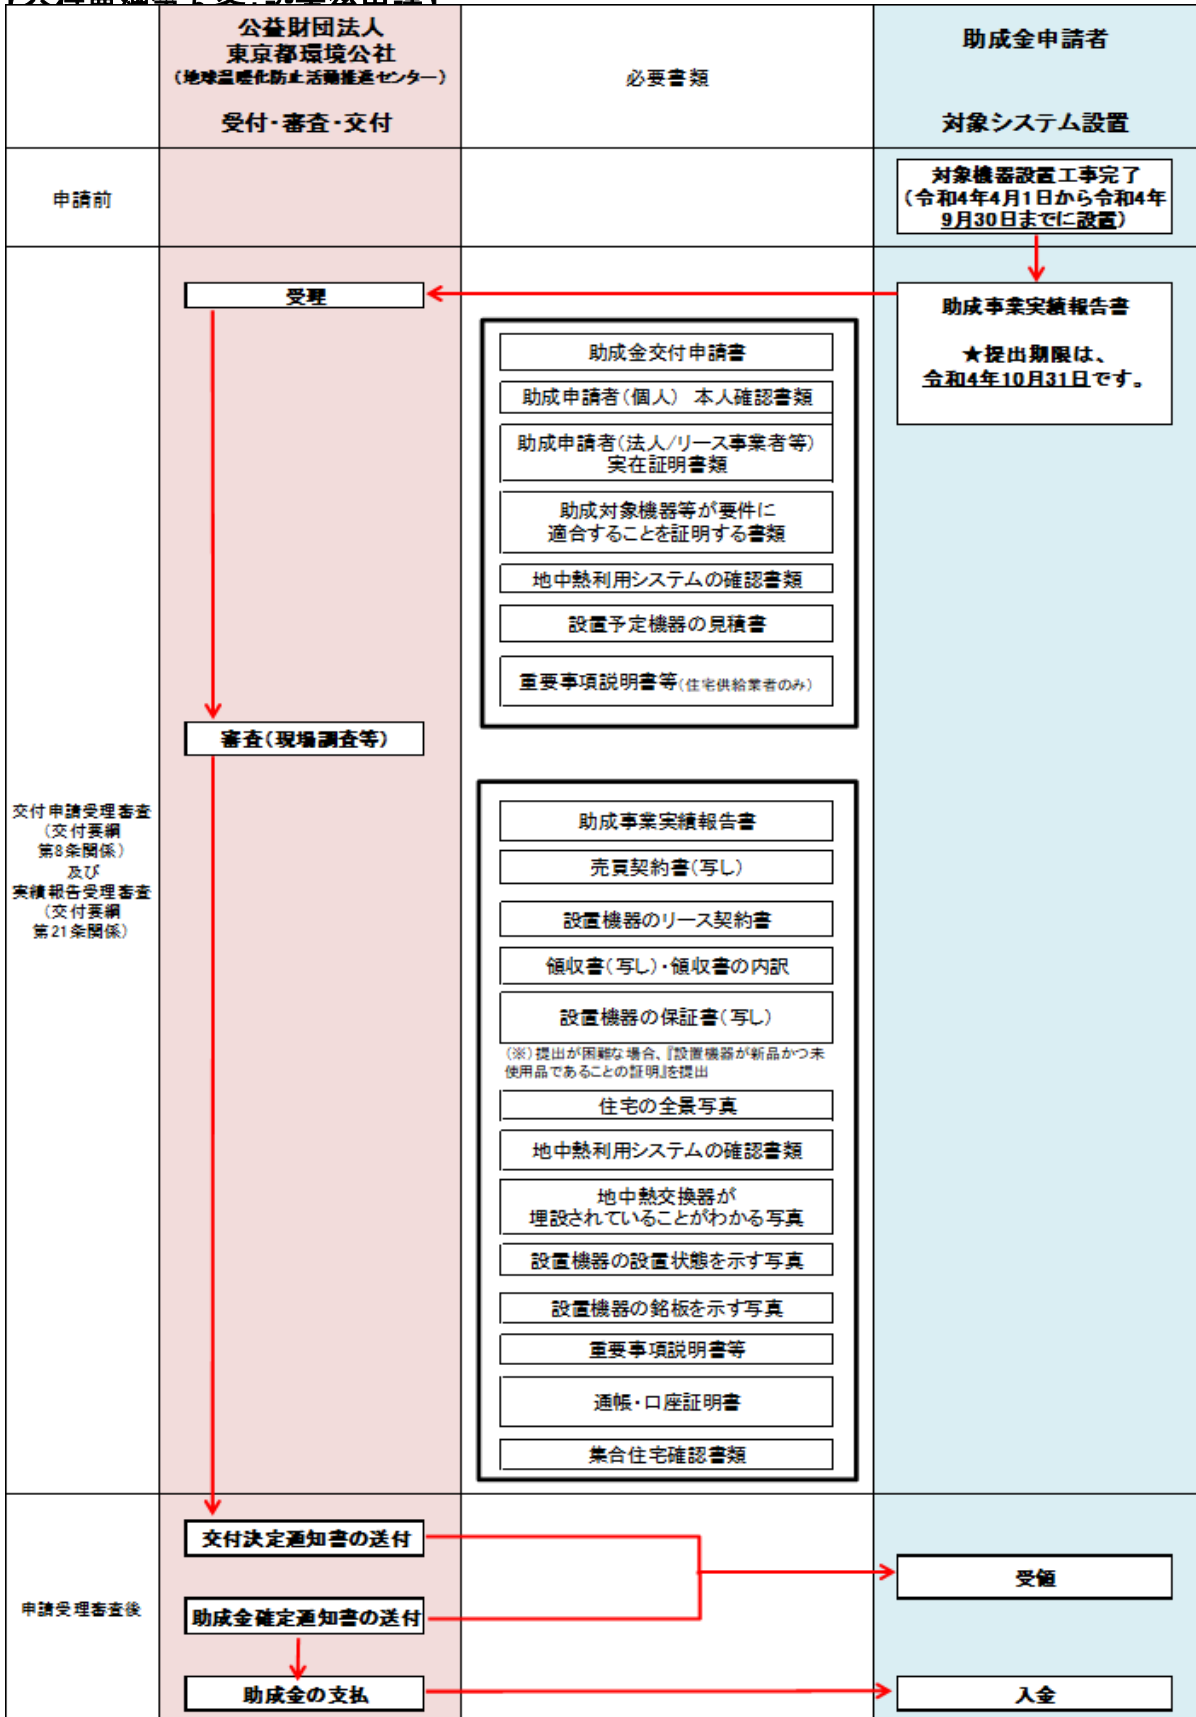 公益財団法人
東京都環境公社
（地球温暖化防止活動推進センター）
受付・審査・交付
必要書類
助成金申請者
対象システム設置
申請前
対象機器設置工事完了
（令和4年4月1日から令和4年
9月30日までに設置）
受理
助成事業実績報告書
★提出期限は、
令和4年10月31日です。
助成金交付申請書
助成申請者（個人）　本人確認書類
助成申請者（法人/リース事業者等）
実在証明書類
助成対象機器等が要件に
適合することを証明する書類
地中熱利用システムの確認書類
設置予定機器の見積書
重要事項説明書等（住宅供給業者のみ）
審査（現場調査等）
交付申請受理審査
（交付要綱
第8条関係）
及び
実績報告受理審査
（交付要綱
第21条関係）
助成事業実績報告書
売買契約書（写し）
設置機器のリース契約書
領収書（写し）・領収書の内訳
設置機器の保証書（写し）
（※）提出が困難な場合、『設置機器が新品かつ未
使用品であることの証明』を提出
住宅の全景写真
地中熱利用システムの確認書類
地中熱交換器が
埋設されていることがわかる写真
設置機器の設置状態を示す写真
設置機器の銘板を示す写真
重要事項説明書等
通帳・口座証明書
集合住宅確認書類
申請受理審査後
交付決定通知書の送付
受領
助成金確定通知書の送付
助成金の支払
入金